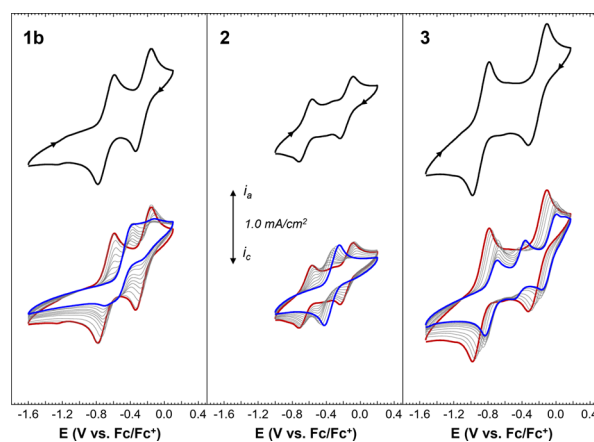 1b
2
3
iₐ
1.0 mA/cm²
i꜀
-1.6 -1.2 -0.8 -0.4 0.0 0.4
-1.6 -1.2 -0.8 -0.4 0.0 0.4
-1.6 -1.2 -0.8 -0.4 0.0 0.4
E (V vs. Fc/Fc⁺)
E (V vs. Fc/Fc⁺)
E (V vs. Fc/Fc⁺)